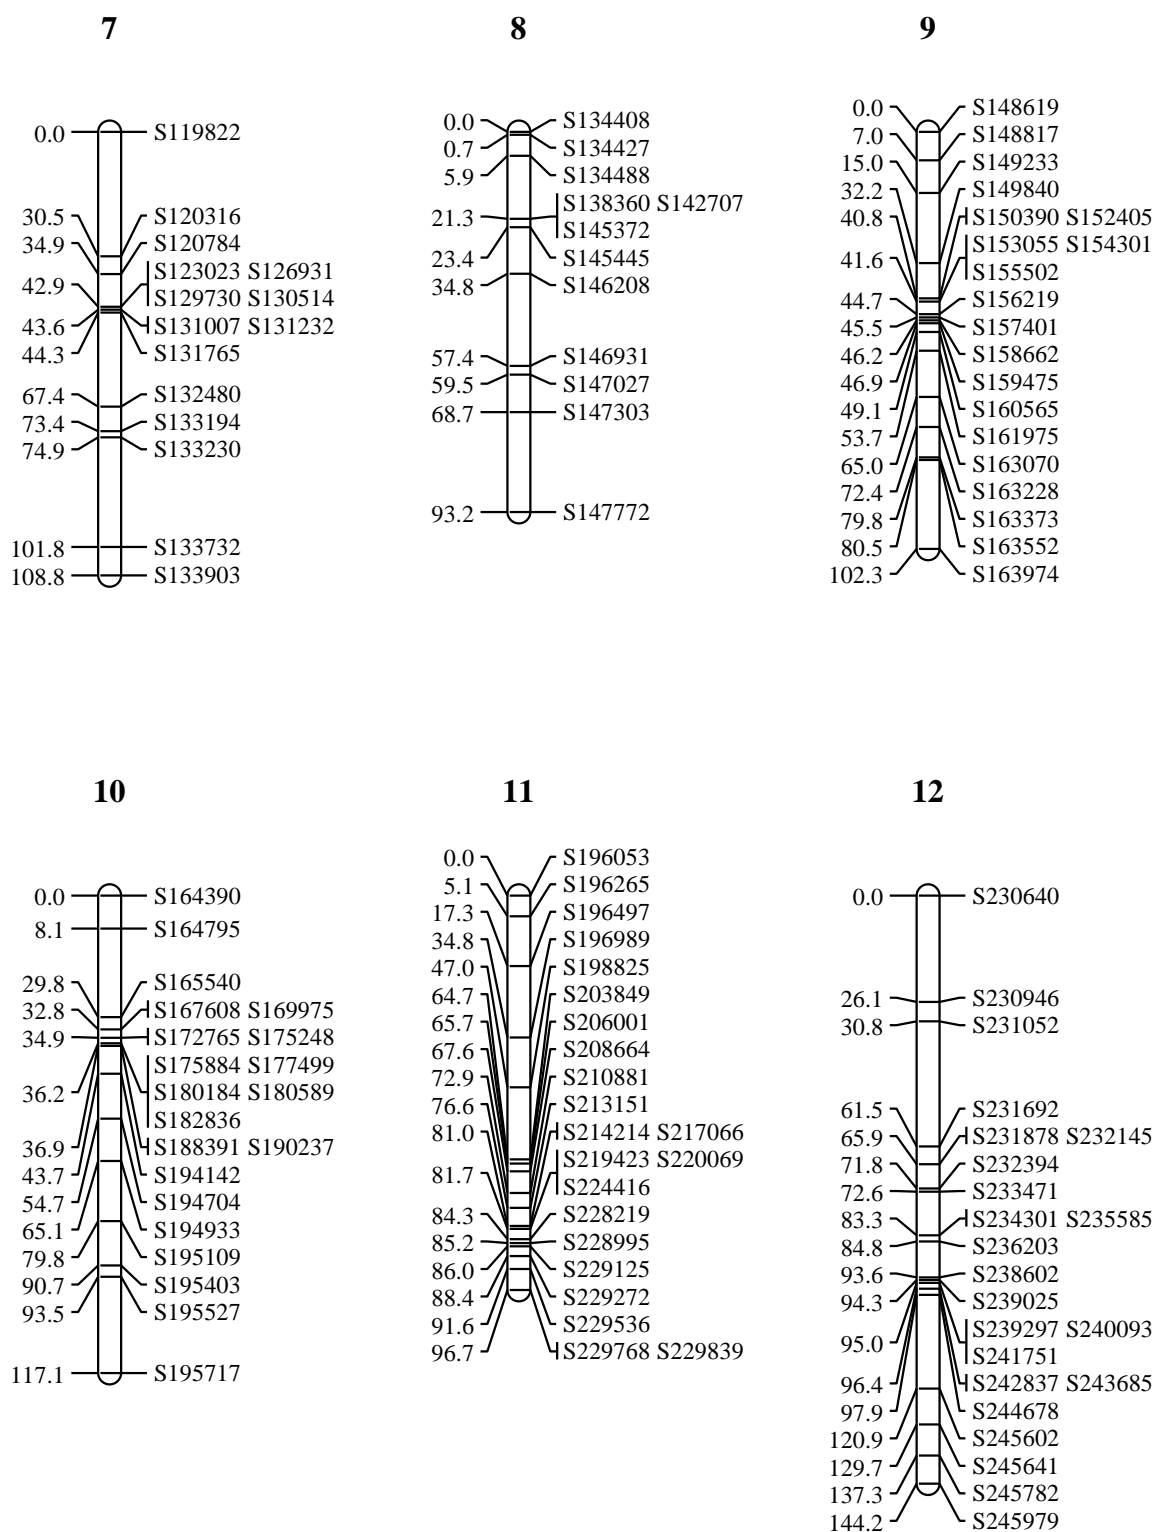 7
0.0 S119822
30.5 S120316
34.9 S120784
S123023 S126931
42.9
S129730 S130514
43.6 S131007 S131232
44.3 S131765
67.4 S132480
73.4 S133194
74.9 S133230
101.8 S133732
108.8 S133903
8
0.0 S134408
0.7 S134427
5.9 S134488
S138360 S142707
21.3
S145372
23.4 S145445
34.8 S146208
57.4 S146931
59.5 S147027
68.7 S147303
93.2 S147772
9
0.0 S148619
7.0 S148817
15.0 S149233
32.2 S149840
40.8 S150390 S152405
S153055 S154301
41.6
S155502
44.7 S156219
45.5 S157401
46.2 S158662
46.9 S159475
49.1 S160565
53.7 S161975
65.0 S163070
72.4 S163228
79.8 S163373
80.5 S163552
102.3 S163974
10
0.0 S164390
8.1 S164795
29.8 S165540
32.8 S167608 S169975
34.9 S172765 S175248
S175884 S177499
36.2 S180184 S180589
S182836
36.9 S188391 S190237
43.7 S194142
54.7 S194704
65.1 S194933
79.8 S195109
90.7 S195403
93.5 S195527
117.1 S195717
11
0.0 S196053
5.1 S196265
17.3 S196497
34.8 S196989
47.0 S198825
64.7 S203849
65.7 S206001
67.6 S208664
72.9 S210881
76.6 S213151
81.0 S214214 S217066
S219423 S220069
81.7
S224416
84.3 S228219
85.2 S228995
86.0 S229125
88.4 S229272
91.6 S229536
96.7 S229768 S229839
12
0.0 S230640
26.1 S230946
30.8 S231052
61.5 S231692
65.9 S231878 S232145
71.8 S232394
72.6 S233471
83.3 S234301 S235585
84.8 S236203
93.6 S238602
94.3 S239025
S239297 S240093
95.0
S241751
96.4 S242837 S243685
97.9 S244678
120.9 S245602
129.7 S245641
137.3 S245782
144.2 S245979